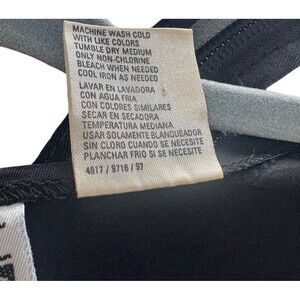 MACHINE WASH COLD
WITH LIKE COLORS
TUMBLE DRY MEDIUM
ONLY NON-CHLORINE
BLEACH WHEN NEEDED
COOL IRON AS NEEDED
LAVAR EN LAVADORA
CON AGUA FRIA
CON COLORES SIMILARES
SECAR EN SECADORA
TEMPERATURA MEDIANA
USAR SOLAMENTE BLANQUEADOR
SIN CLORO CUANDO SE NECESITE
PLANCHAR FRIO SI SE NECESITE
4817 / 9716 / 97